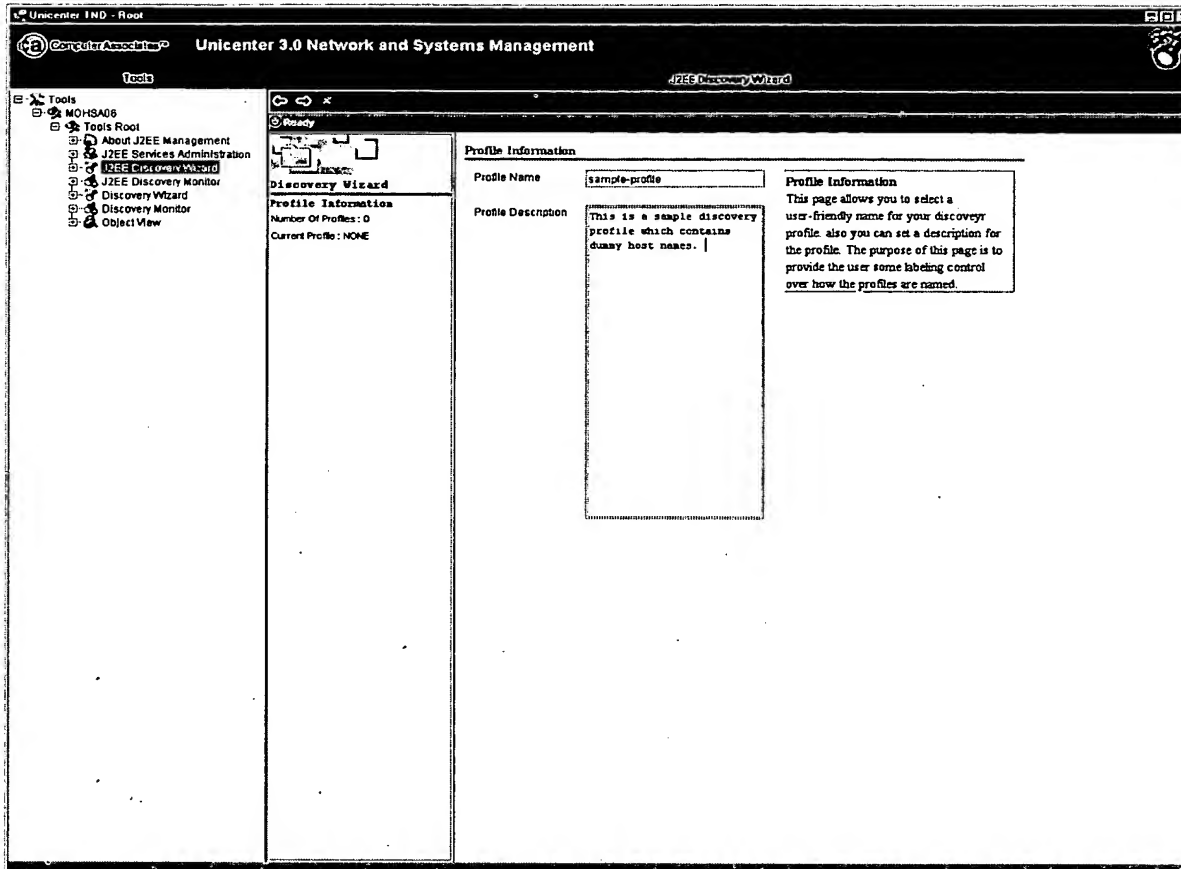 Unicenter TND - Root
ca Computer Associates™
Unicenter 3.0 Network and Systems Management
Tools
J2EE Discovery Wizard
Tools
MOHSA06
Tools Root
About J2EE Management
J2EE Services Administration
J2EE Discovery Wizard
J2EE Discovery Monitor
Discovery Wizard
Discovery Monitor
Object View
Ready
Discovery Wizard
Profile Information
Number Of Profiles : 0
Current Profile : NONE
Profile Information
Profile Name
sample-profile
Profile Description
This is a sample discovery
profile which contains
dummy host names.
Profile Information
This page allows you to select a
user-friendly name for your discoveyr
profile. also you can set a description for
the profile. The purpose of this page is to
provide the user some labeling control
over how the profiles are named.